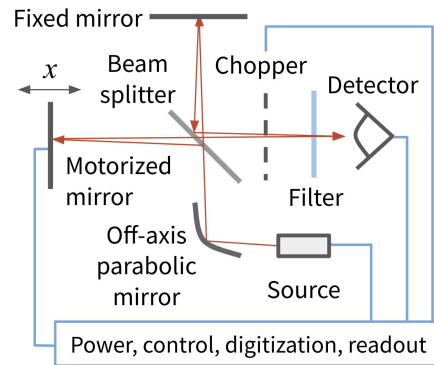 Fixed mirror
x
Beam
splitter
Chopper
Detector
Motorized
mirror
Filter
Off-axis
parabolic
mirror
Source
Power, control, digitization, readout